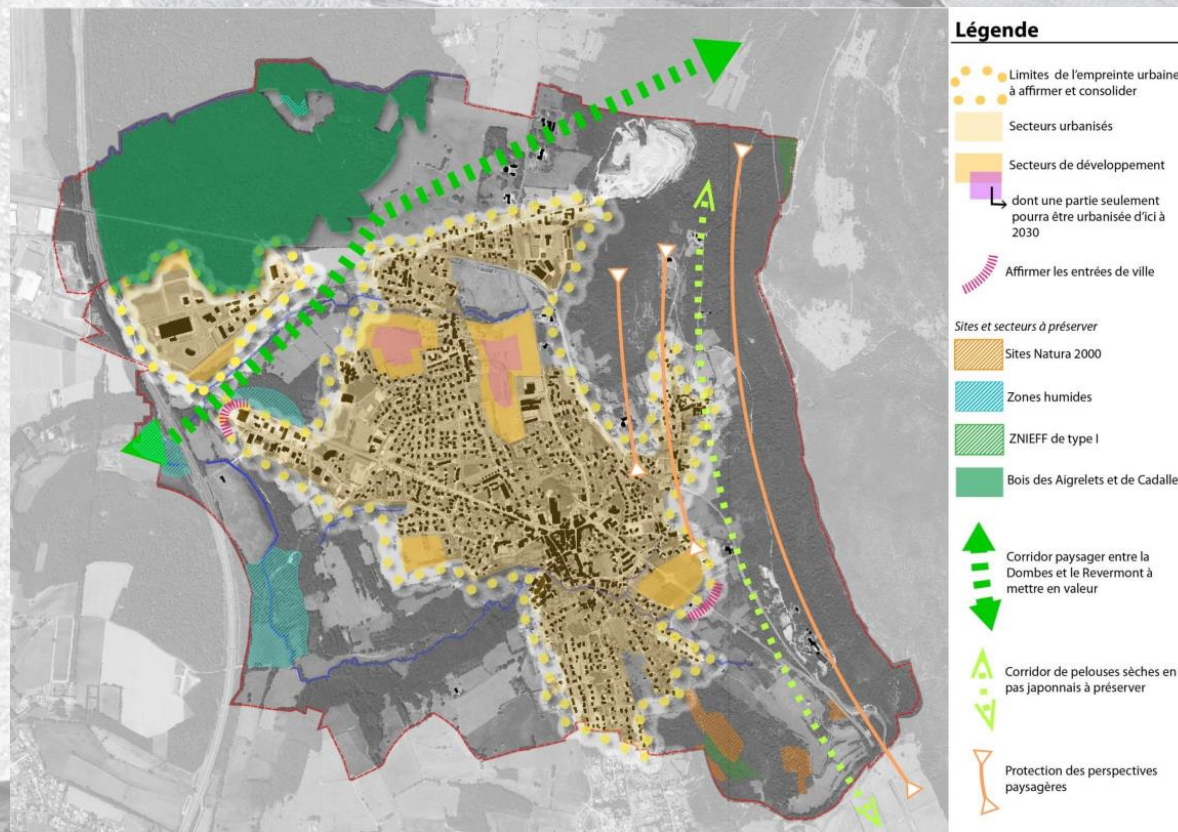 Légende
Limites de l'empreinte urbaine
à affirmer et consolider
Secteurs urbanisés
Secteurs de développement
dont une partie seulement
pourra être urbanisée d'ici à
2030
Affirmer les entrées de ville
Sites et secteurs à préserver
Sites Natura 2000
Zones humides
ZNIEFF de type I
Bois des Aigrelets et de Cadalle
Corridor paysager entre la
Dombes et le Revermont à
mettre en valeur
Corridor de pelouses sèches en
pas japonnais à préserver
Protection des perspectives
paysagères